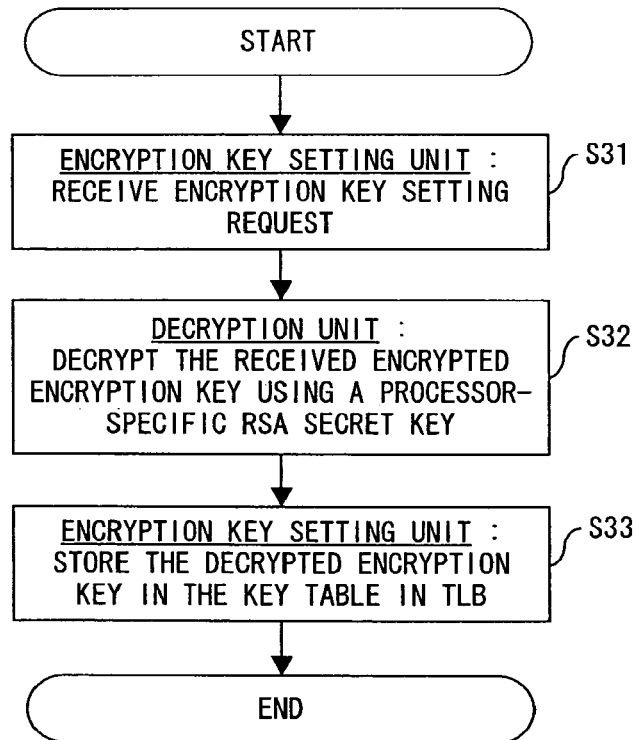 START
ENCRYPTION KEY SETTING UNIT :
RECEIVE ENCRYPTION KEY SETTING
REQUEST
S31
DECRYPTION UNIT :
DECRYPT THE RECEIVED ENCRYPTED
ENCRYPTION KEY USING A PROCESSOR-
SPECIFIC RSA SECRET KEY
S32
ENCRYPTION KEY SETTING UNIT :
STORE THE DECRYPTED ENCRYPTION
KEY IN THE KEY TABLE IN TLB
S33
END